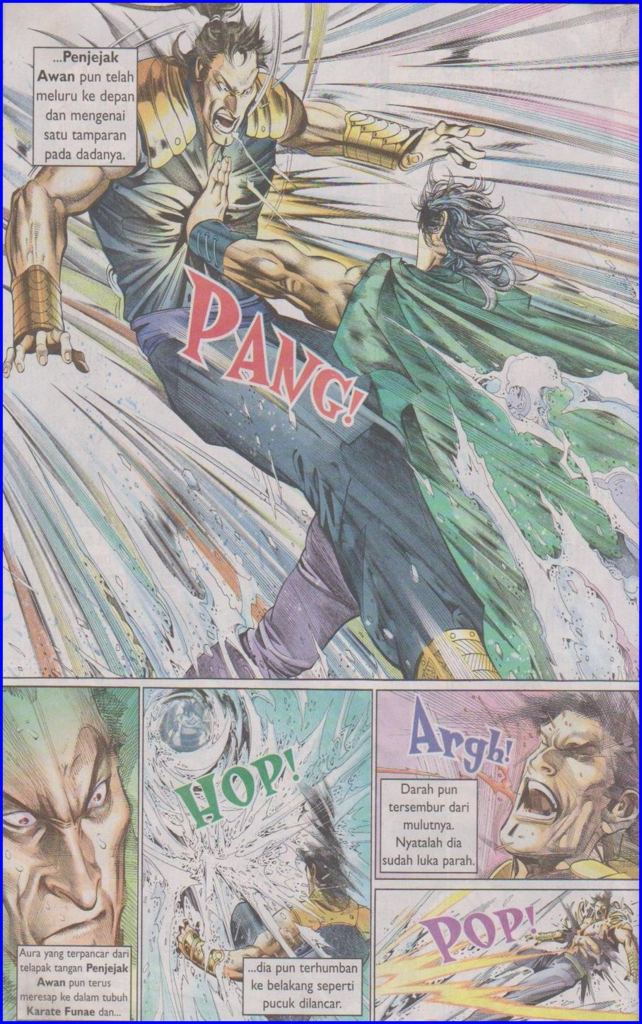 ...Penjejak
Awan pun telah
meluru ke depan
dan mengenai
satu tamparan
pada dadanya.
PANG!
Aura yang terpancar dari
telapak tangan Penjejak
Awan pun terus
meresap ke dalam tubuh
Karate Funae dan...
HOP!
...dia pun terhumban
ke belakang seperti
pucuk dilancar.
Argh!
Darah pun
tersembur dari
mulutnya.
Nyatalah dia
sudah luka parah.
POP!